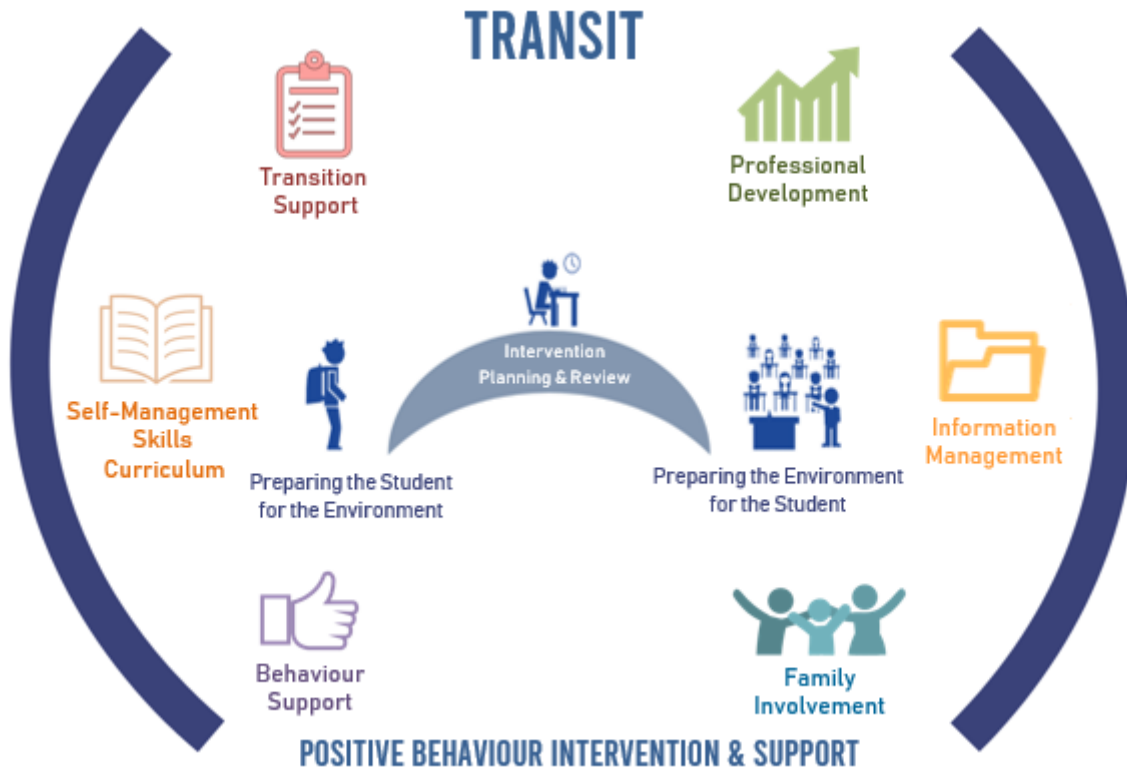 TRANSIT
Transition
Support
Professional
Development
Intervention
Planning & Review
Self-Management
Skills
Curriculum
Preparing the Student
for the Environment
Preparing the Environment
for the Student
Information
Management
Behaviour
Support
Family
Involvement
POSITIVE BEHAVIOUR INTERVENTION & SUPPORT